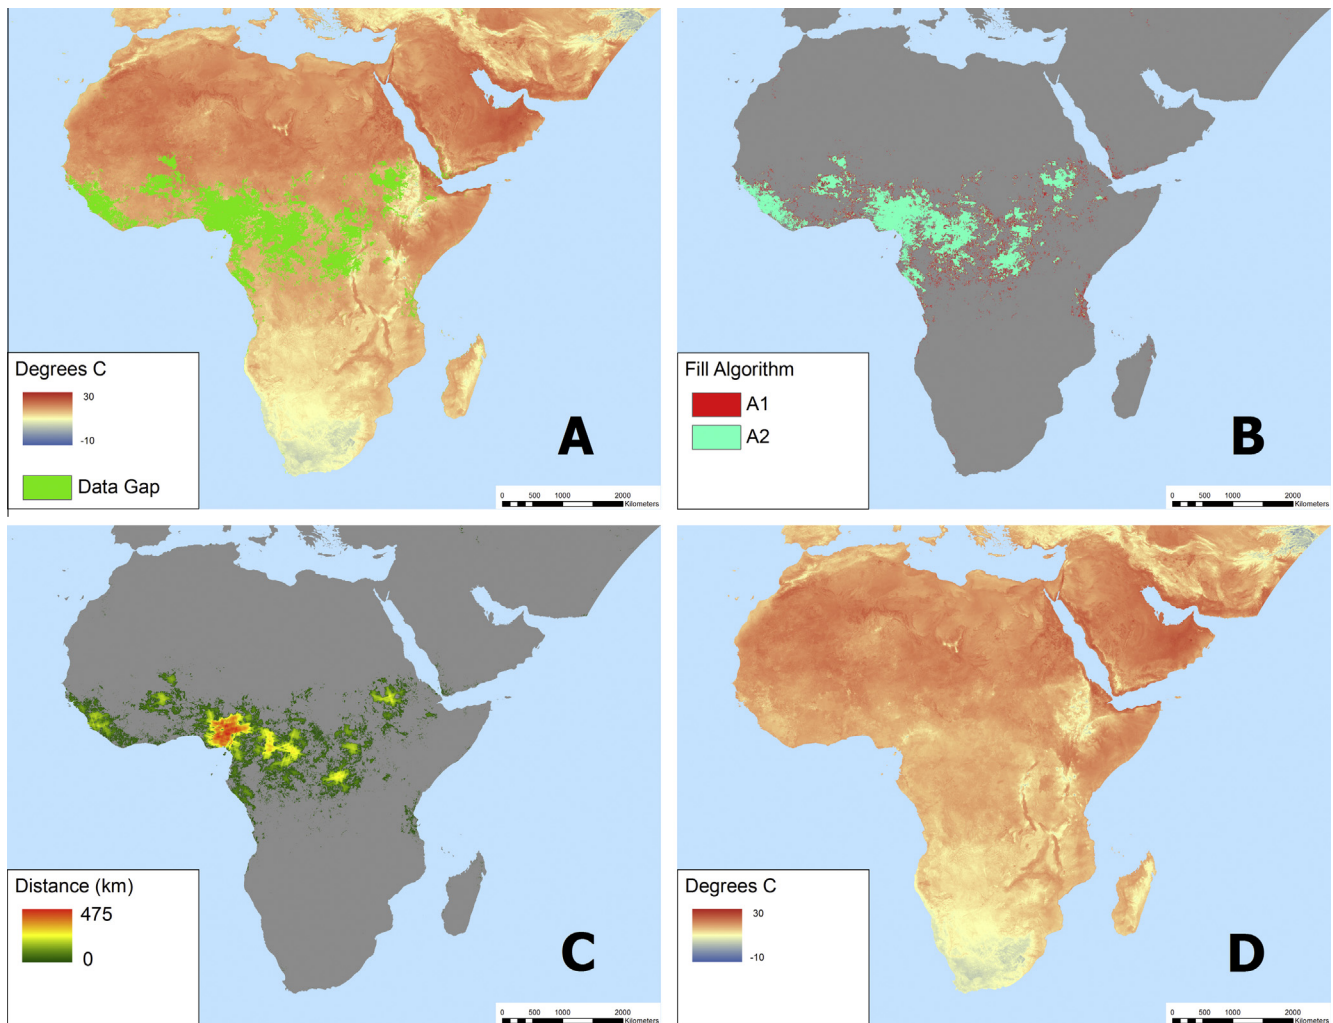 Degrees C
30
-10
Data Gap
A
0 500 1000 2000
Kilometers
Fill Algorithm
A1
A2
B
0 500 1000 2000
Kilometers
Distance (km)
475
0
C
0 500 1000 2000
Kilometers
Degrees C
30
-10
D
0 500 1000 2000
Kilometers